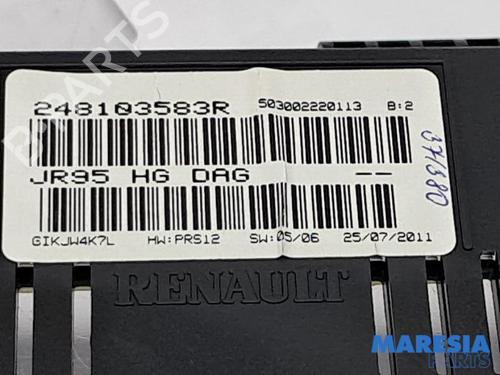 248103583R 503002220113 B:2
JR95 HG DAG --
GIKJW4K7L HW:PRS12 SW:05/06 25/07/2011
371380
RENAULT
B-PARTS
MARESIA
PARTS